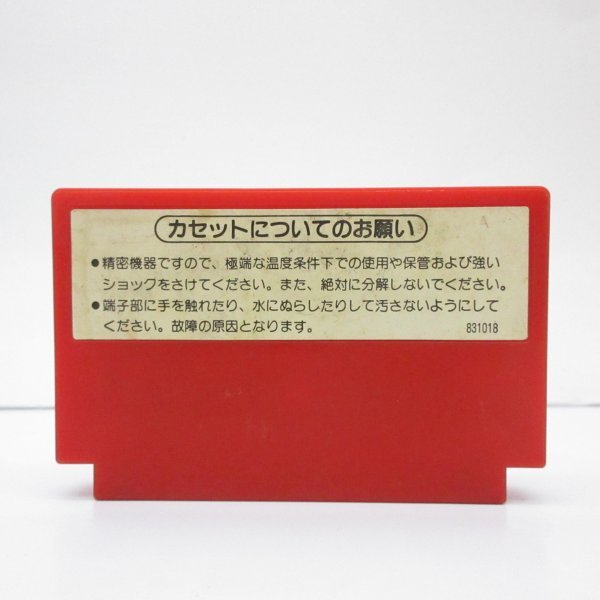 カセットについてのお願い
●精密機器ですので、極端な温度条件下での使用や保管および強い
ショックをさけてください。また、絶対に分解しないでください。
●端子部に手を触れたり、水にぬらしたりして汚さないようにして
ください。故障の原因となります。
831018